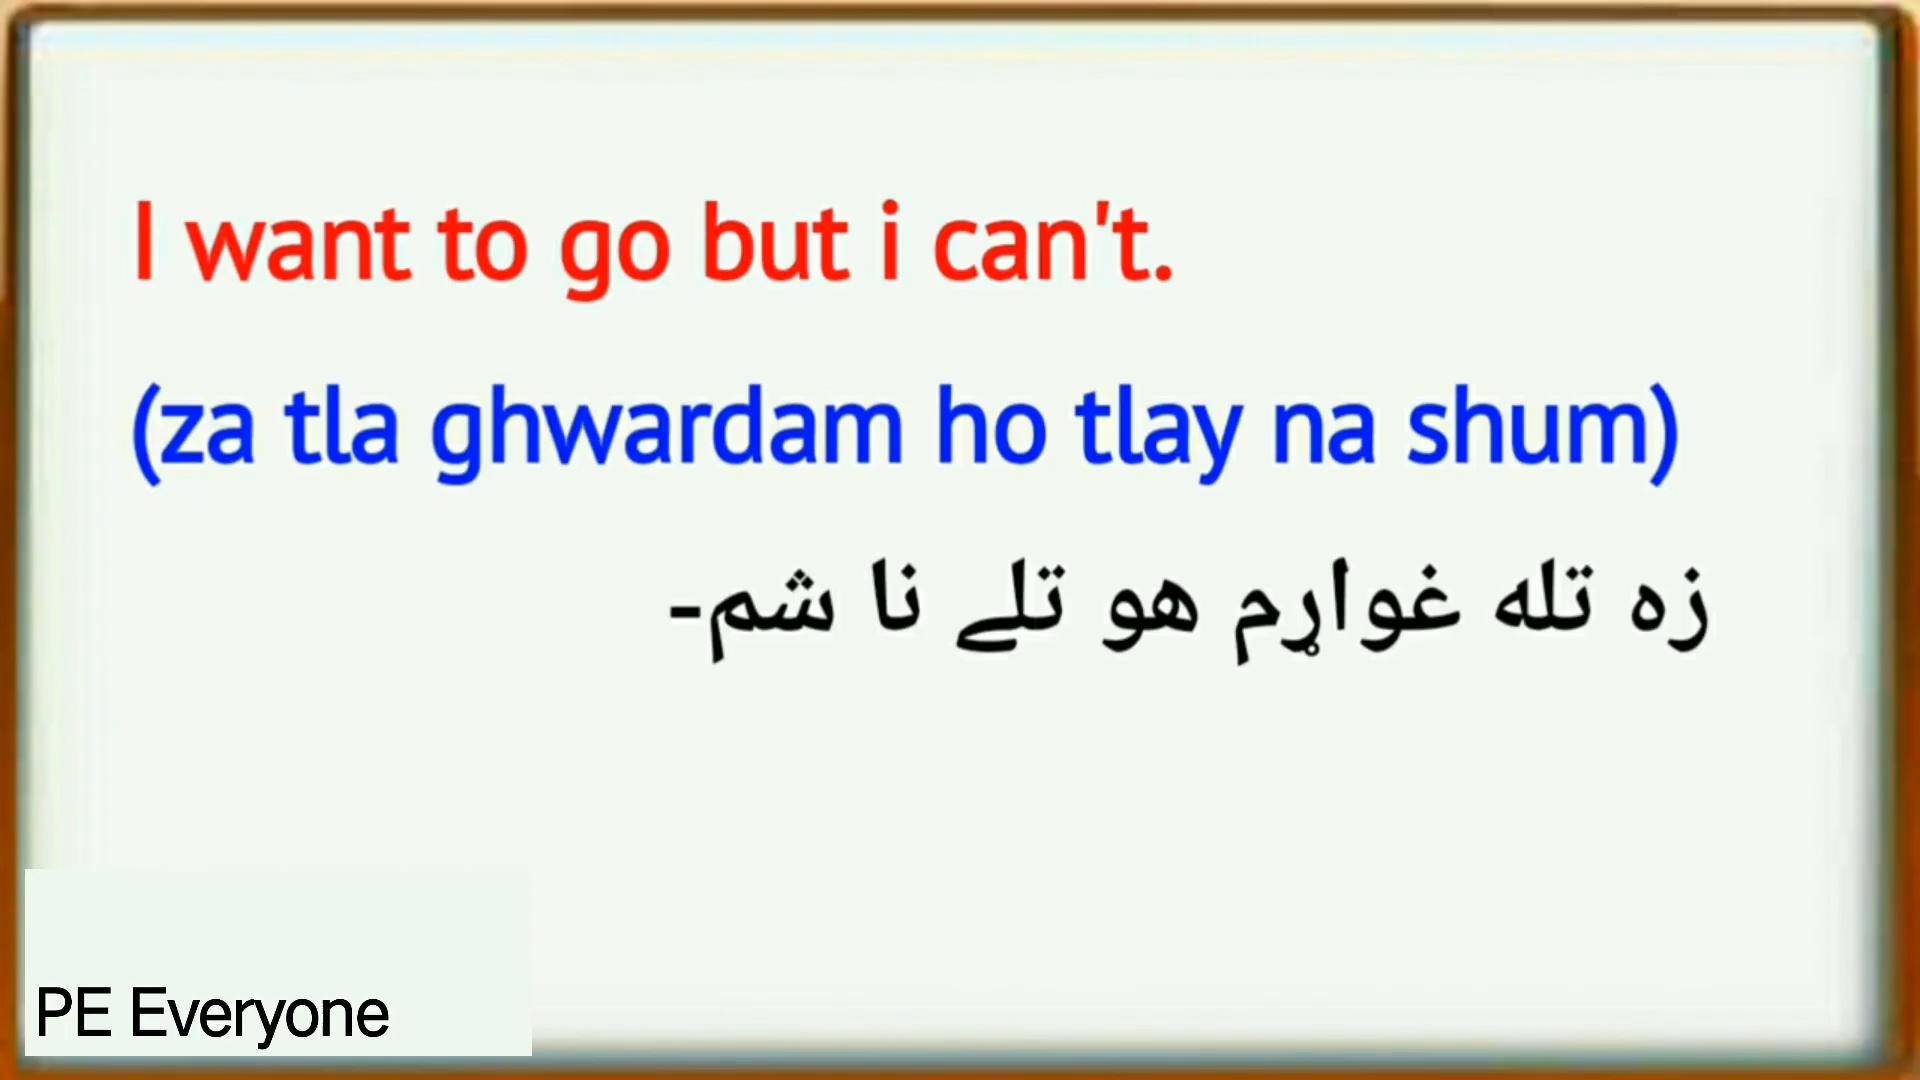 I want to go but i can't.
(za tla ghwardam ho tlay na shum)
زه تله غواړم هو تلے نا شم-
PE Everyone